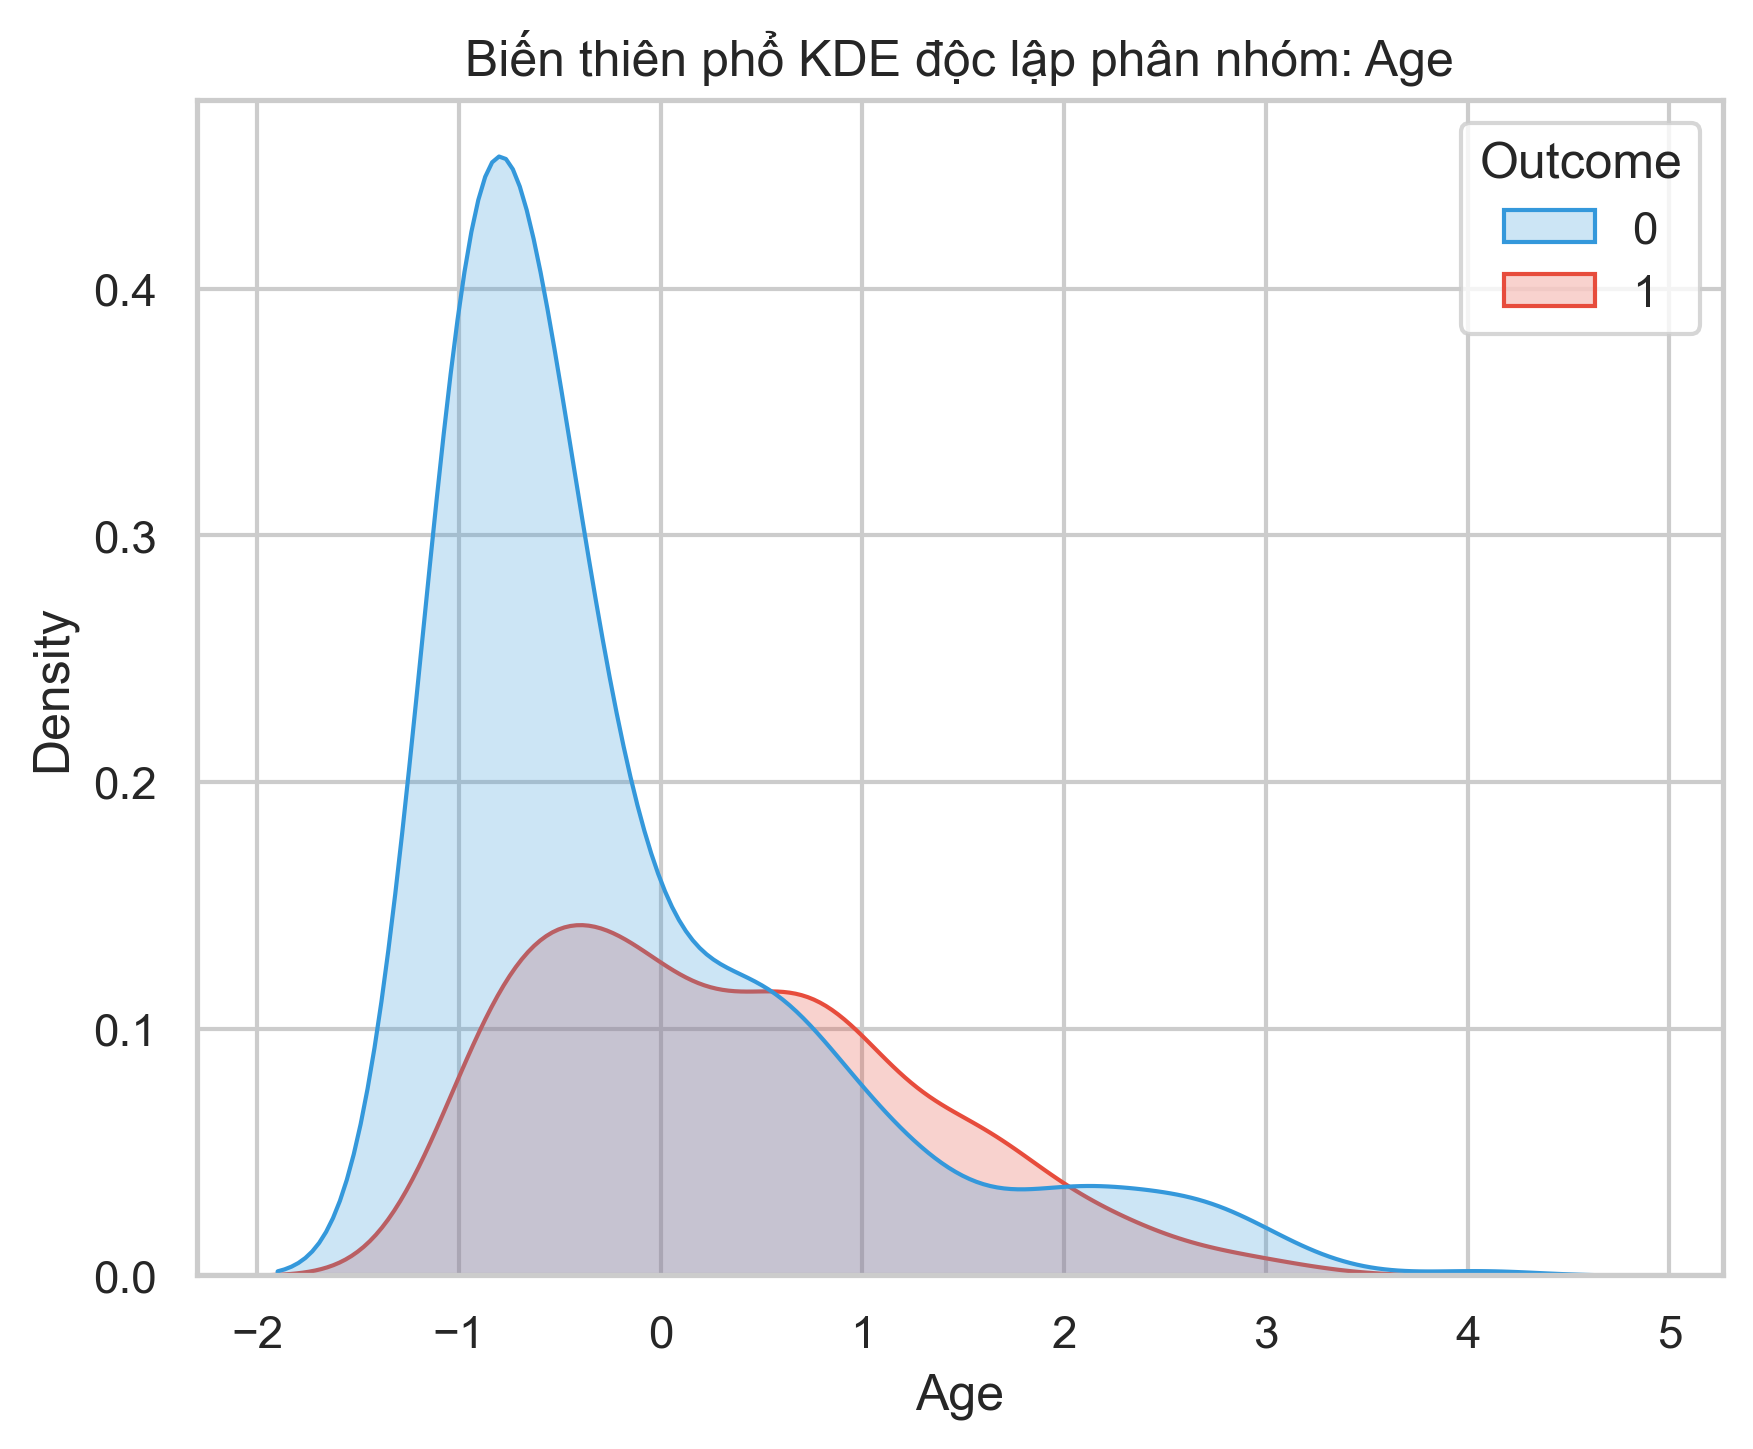 Biến thiên phổ KDE độc lập phân nhóm: Age
Outcome
0
1
0.4
0.3
0.2
0.1
0.0
Density
−2 −1 0 1 2 3 4 5
Age